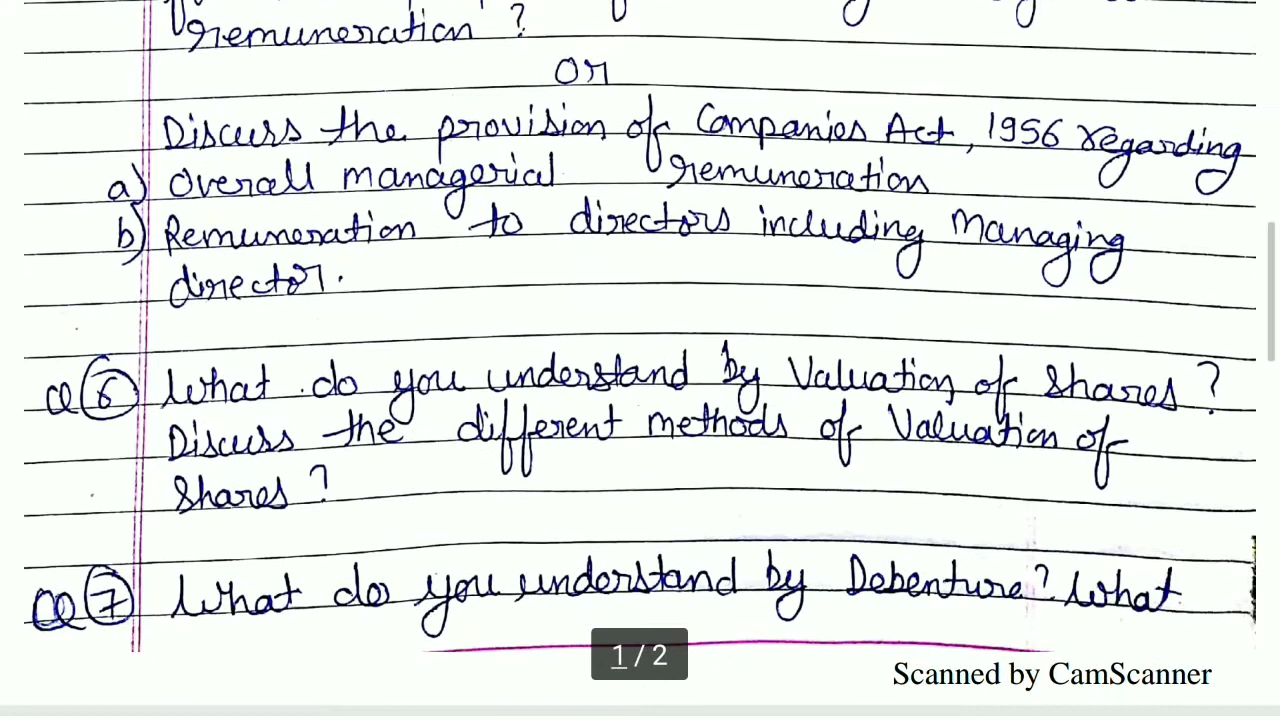 remuneration ?
Or
Discuss the provision of Companies Act, 1956 regarding
a) Overall managerial remuneration
b) Remuneration to directors including Managing
director.
Q 6 What do you understand by Valuation of Shares ?
Discuss the different methods of Valuation of
Shares ?
Q 7 What do you understand by Debenture? What
1 / 2
Scanned by CamScanner